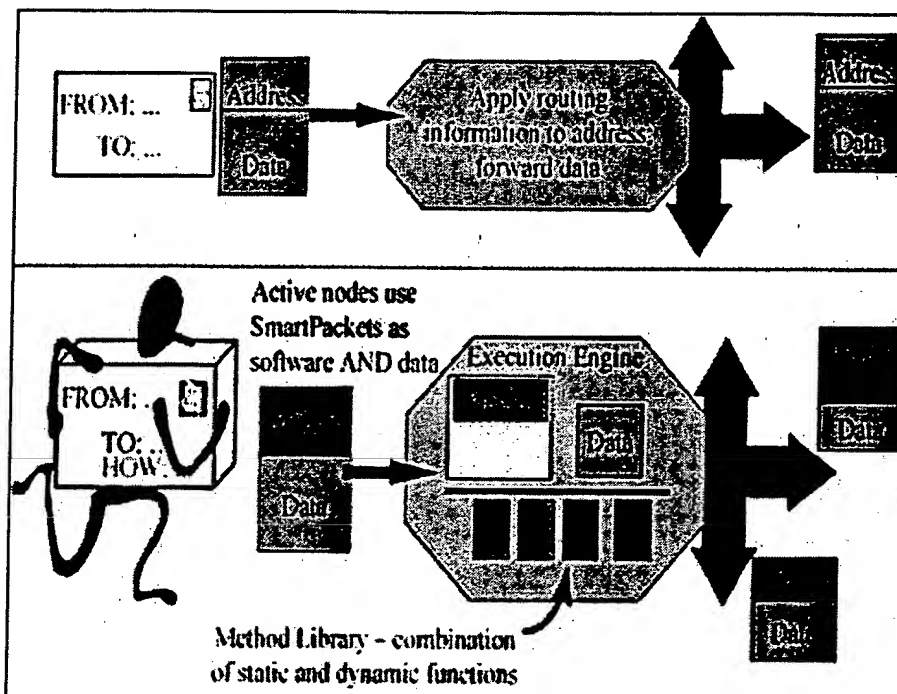 FROM: ...
TO: ...
Address
Data
Apply routing
information to address;
forward data
Address
Data
Active nodes use
SmartPackets as
software AND data
FROM: ...
TO: ...
HOW:
Data
Execution Engine
Data
Data
Data
Method Library - combination
of static and dynamic functions